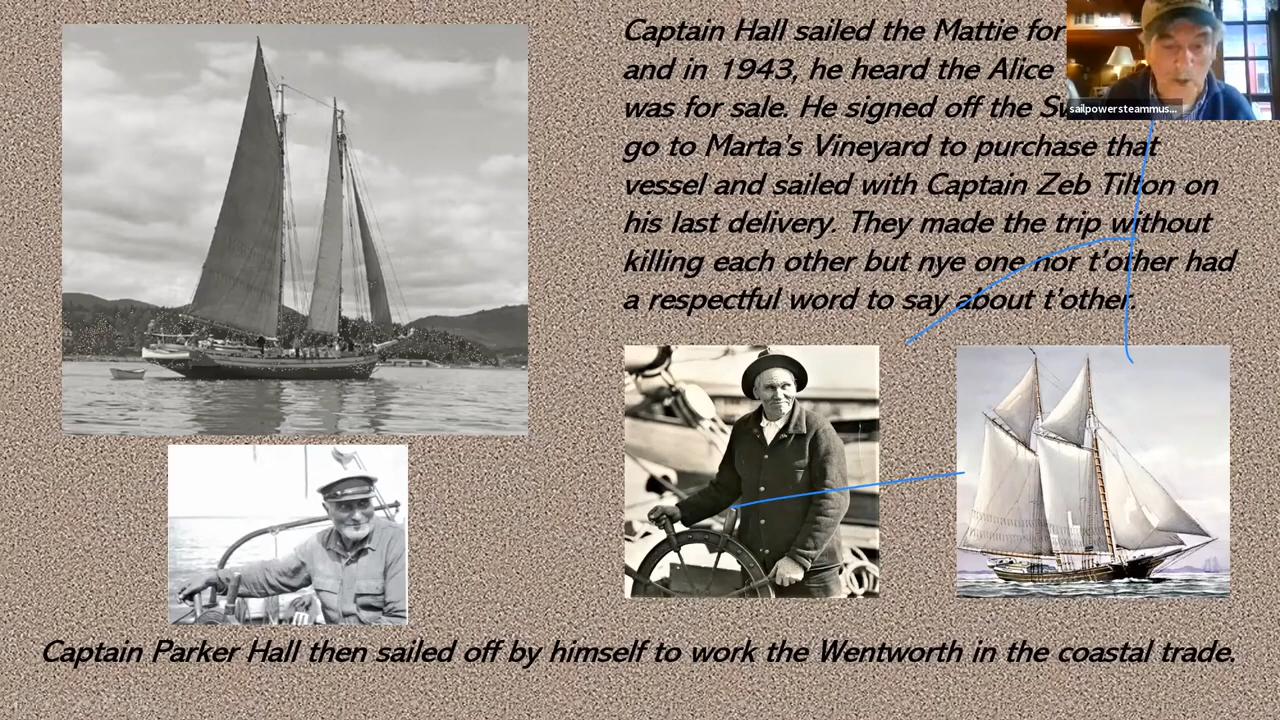 Captain Hall sailed the Mattie for
and in 1943, he heard the Alice
was for sale. He signed off the
go to Marta's Vineyard to purchase that
vessel and sailed with Captain Zeb Tilton on
his last delivery. They made the trip without
killing each other but nye one nor t'other had
a respectful word to say about t'other.
sailpowersteammus...
Captain Parker Hall then sailed off by himself to work the Wentworth in the coastal trade.